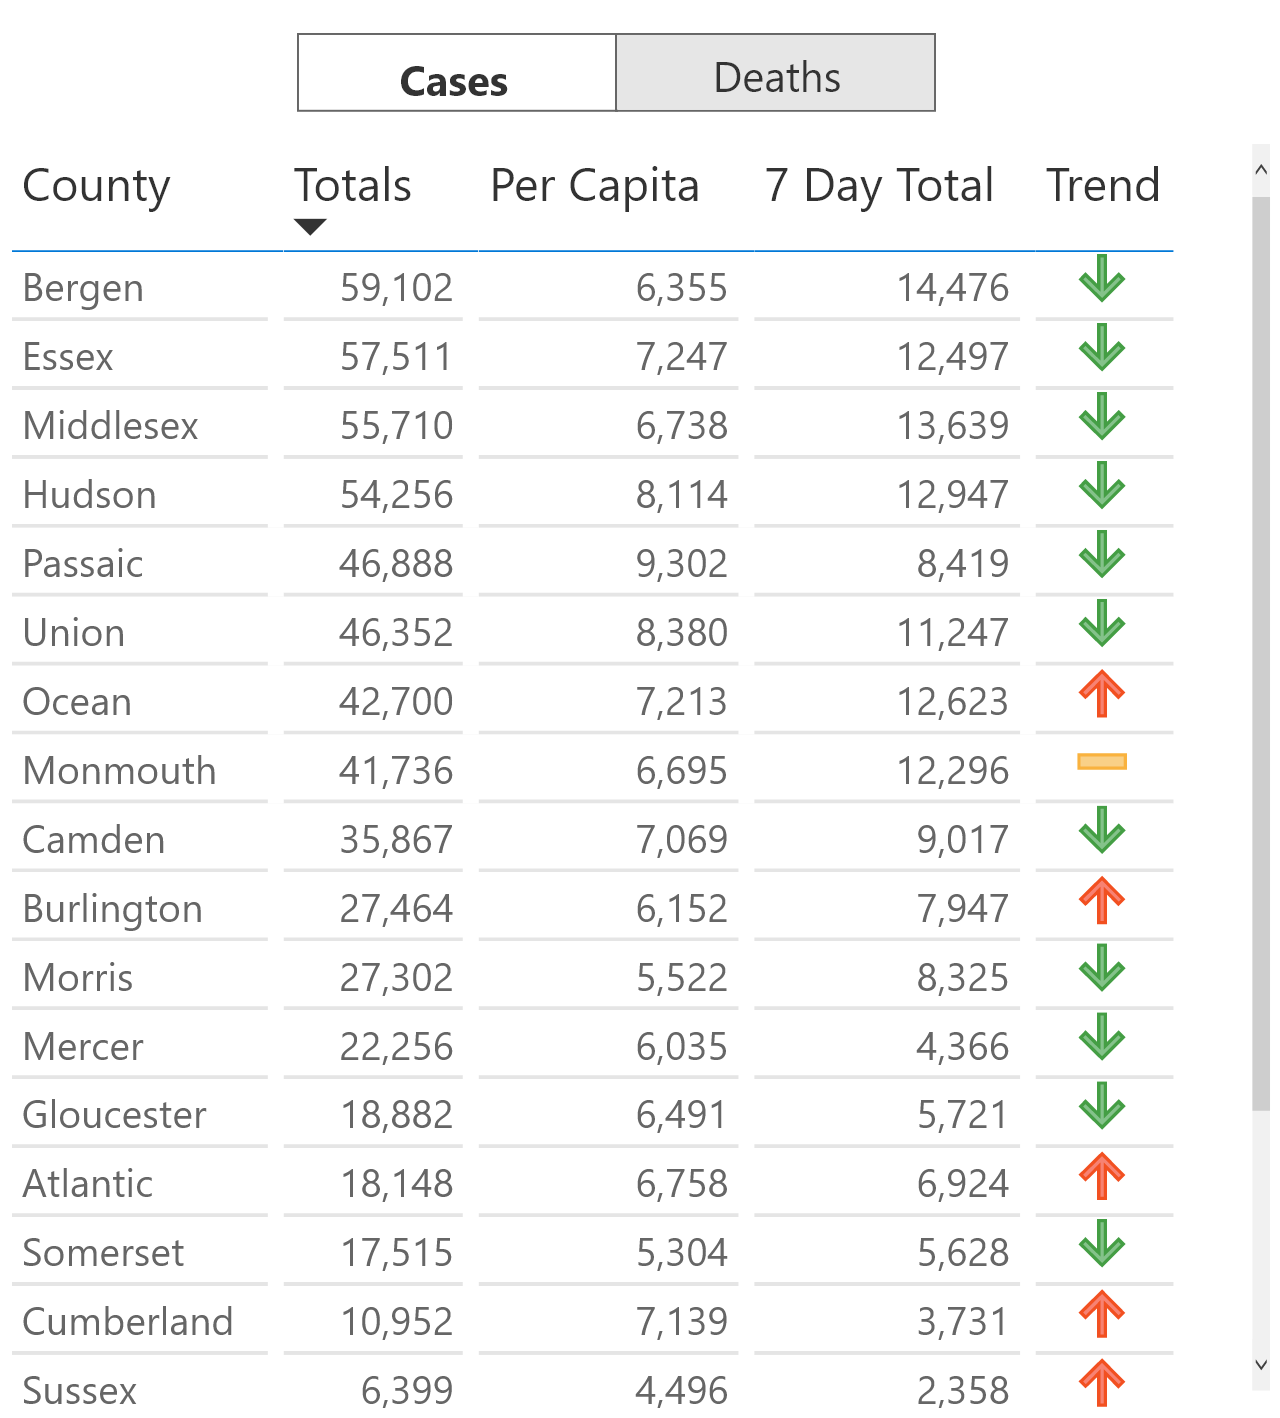 Cases Deaths
County Totals Per Capita 7 Day Total Trend
Bergen 59,102 6,355 14,476
Essex 57,511 7,247 12,497
Middlesex 55,710 6,738 13,639
Hudson 54,256 8,114 12,947
Passaic 46,888 9,302 8,419
Union 46,352 8,380 11,247
Ocean 42,700 7,213 12,623
Monmouth 41,736 6,695 12,296
Camden 35,867 7,069 9,017
Burlington 27,464 6,152 7,947
Morris 27,302 5,522 8,325
Mercer 22,256 6,035 4,366
Gloucester 18,882 6,491 5,721
Atlantic 18,148 6,758 6,924
Somerset 17,515 5,304 5,628
Cumberland 10,952 7,139 3,731
Sussex 6,399 4,496 2,358